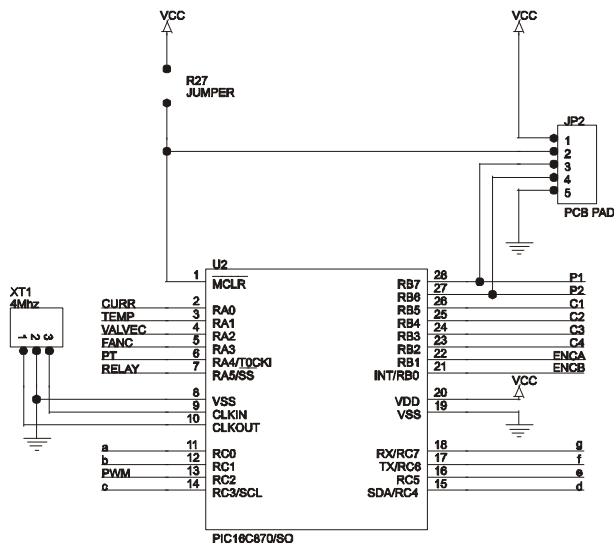 VCC
VCC
R27
JUMPER
JP2
1
2
3
4
5
PCB PAD
U2
XT1
4Mhz
1 2 3
1 MCLR
CURR 2 RA0
TEMP 3 RA1
VALVEC 4 RA2
FANC 5 RA3
PT 6 RA4/T0CKI
RELAY 7 RA5/SS
8 VSS
9 CLKIN
10 CLKOUT
a 11 RC0
b 12 RC1
PWM 13 RC2
c 14 RC3/SCL
RB7 28 P1
RB6 27 P2
RB5 26 C1
RB4 25 C2
RB3 24 C3
RB2 23 C4
RB1 22 ENCA
INT/RB0 21 ENCB
VCC
VDD 20
VSS 19
RX/RC7 18 g
TX/RC6 17 f
RC5 16 e
SDA/RC4 15 d
PIC16C870/SO